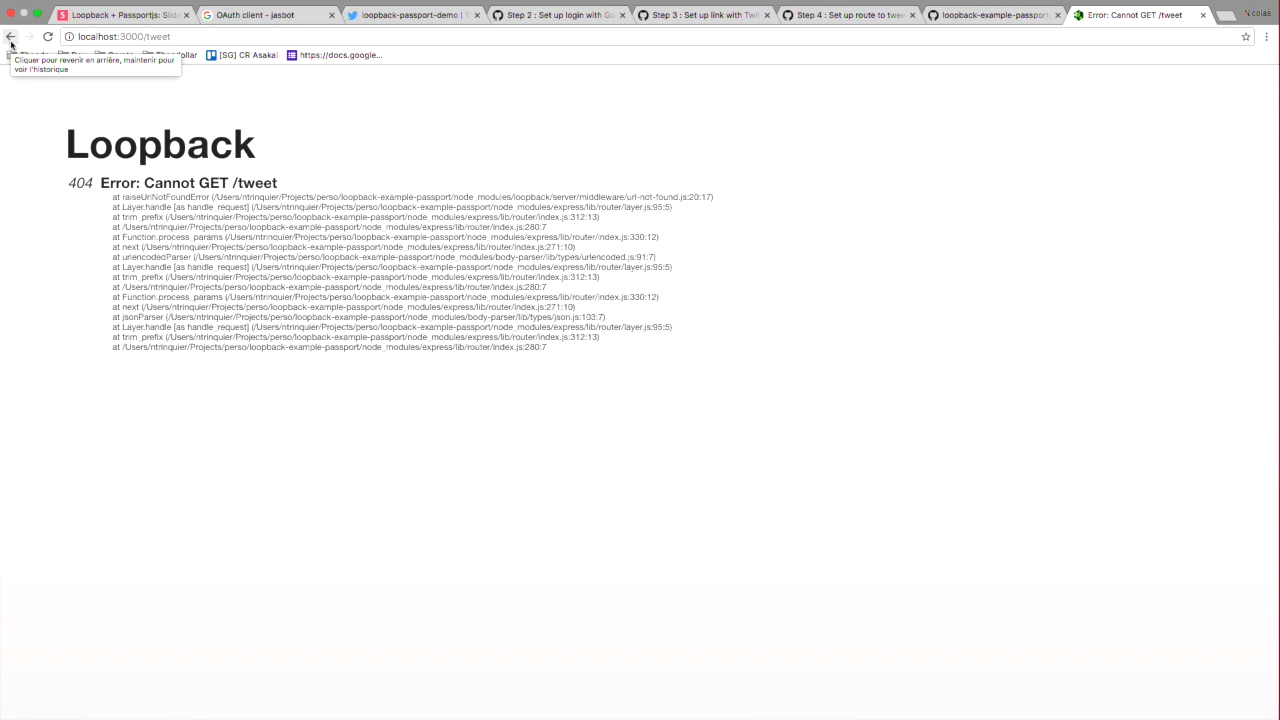 Loopback + Passportjs: Slide
OAuth client - jasbot
loopback-passport-demo | T
Step 2 : Set up login with Go
Step 3 : Set up link with Twit
Step 4 : Set up route to twee
loopback-example-passport
Error: Cannot GET /tweet
Nicolas
localhost:3000/tweet
[SG] CR Asakai
https://docs.google...
Cliquer pour revenir en arrière, maintenir pour
voir l'historique
Loopback
404 Error: Cannot GET /tweet
at raiseUrlNotFoundError (/Users/ntrinquier/Projects/perso/loopback-example-passport/node_modules/loopback/server/middleware/url-not-found.js:20:17)
at Layer.handle [as handle_request] (/Users/ntrinquier/Projects/perso/loopback-example-passport/node_modules/express/lib/router/layer.js:95:5)
at trim_prefix (/Users/ntrinquier/Projects/perso/loopback-example-passport/node_modules/express/lib/router/index.js:312:13)
at /Users/ntrinquier/Projects/perso/loopback-example-passport/node_modules/express/lib/router/index.js:280:7
at Function.process_params (/Users/ntrinquier/Projects/perso/loopback-example-passport/node_modules/express/lib/router/index.js:330:12)
at next (/Users/ntrinquier/Projects/perso/loopback-example-passport/node_modules/express/lib/router/index.js:271:10)
at urlencodedParser (/Users/ntrinquier/Projects/perso/loopback-example-passport/node_modules/body-parser/lib/types/urlencoded.js:91:7)
at Layer.handle [as handle_request] (/Users/ntrinquier/Projects/perso/loopback-example-passport/node_modules/express/lib/router/layer.js:95:5)
at trim_prefix (/Users/ntrinquier/Projects/perso/loopback-example-passport/node_modules/express/lib/router/index.js:312:13)
at /Users/ntrinquier/Projects/perso/loopback-example-passport/node_modules/express/lib/router/index.js:280:7
at Function.process_params (/Users/ntrinquier/Projects/perso/loopback-example-passport/node_modules/express/lib/router/index.js:330:12)
at next (/Users/ntrinquier/Projects/perso/loopback-example-passport/node_modules/express/lib/router/index.js:271:10)
at jsonParser (/Users/ntrinquier/Projects/perso/loopback-example-passport/node_modules/body-parser/lib/types/json.js:103:7)
at Layer.handle [as handle_request] (/Users/ntrinquier/Projects/perso/loopback-example-passport/node_modules/express/lib/router/layer.js:95:5)
at trim_prefix (/Users/ntrinquier/Projects/perso/loopback-example-passport/node_modules/express/lib/router/index.js:312:13)
at /Users/ntrinquier/Projects/perso/loopback-example-passport/node_modules/express/lib/router/index.js:280:7